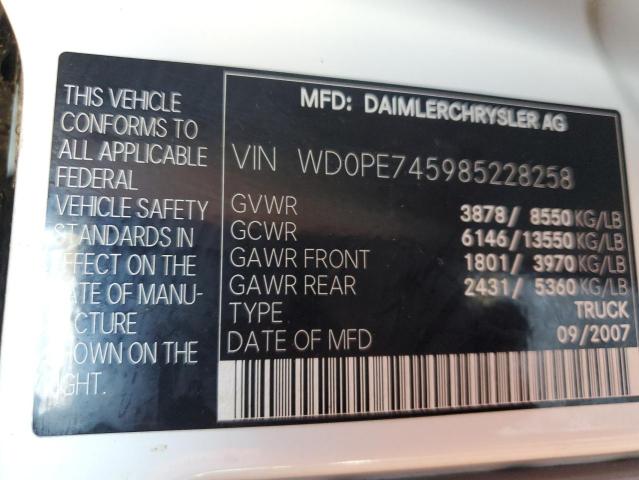 THIS VEHICLE
CONFORMS TO
ALL APPLICABLE
FEDERAL
VEHICLE SAFETY
STANDARDS IN
EFFECT ON THE
DATE OF MANU-
FACTURE
SHOWN ON THE
RIGHT.
MFD: DAIMLERCHRYSLER AG
VIN WD0PE745985228258
GVWR 3878/ 8550 KG/LB
GCWR 6146/13550 KG/LB
GAWR FRONT 1801/ 3970 KG/LB
GAWR REAR 2431/ 5360 KG/LB
TYPE TRUCK
DATE OF MFD 09/2007